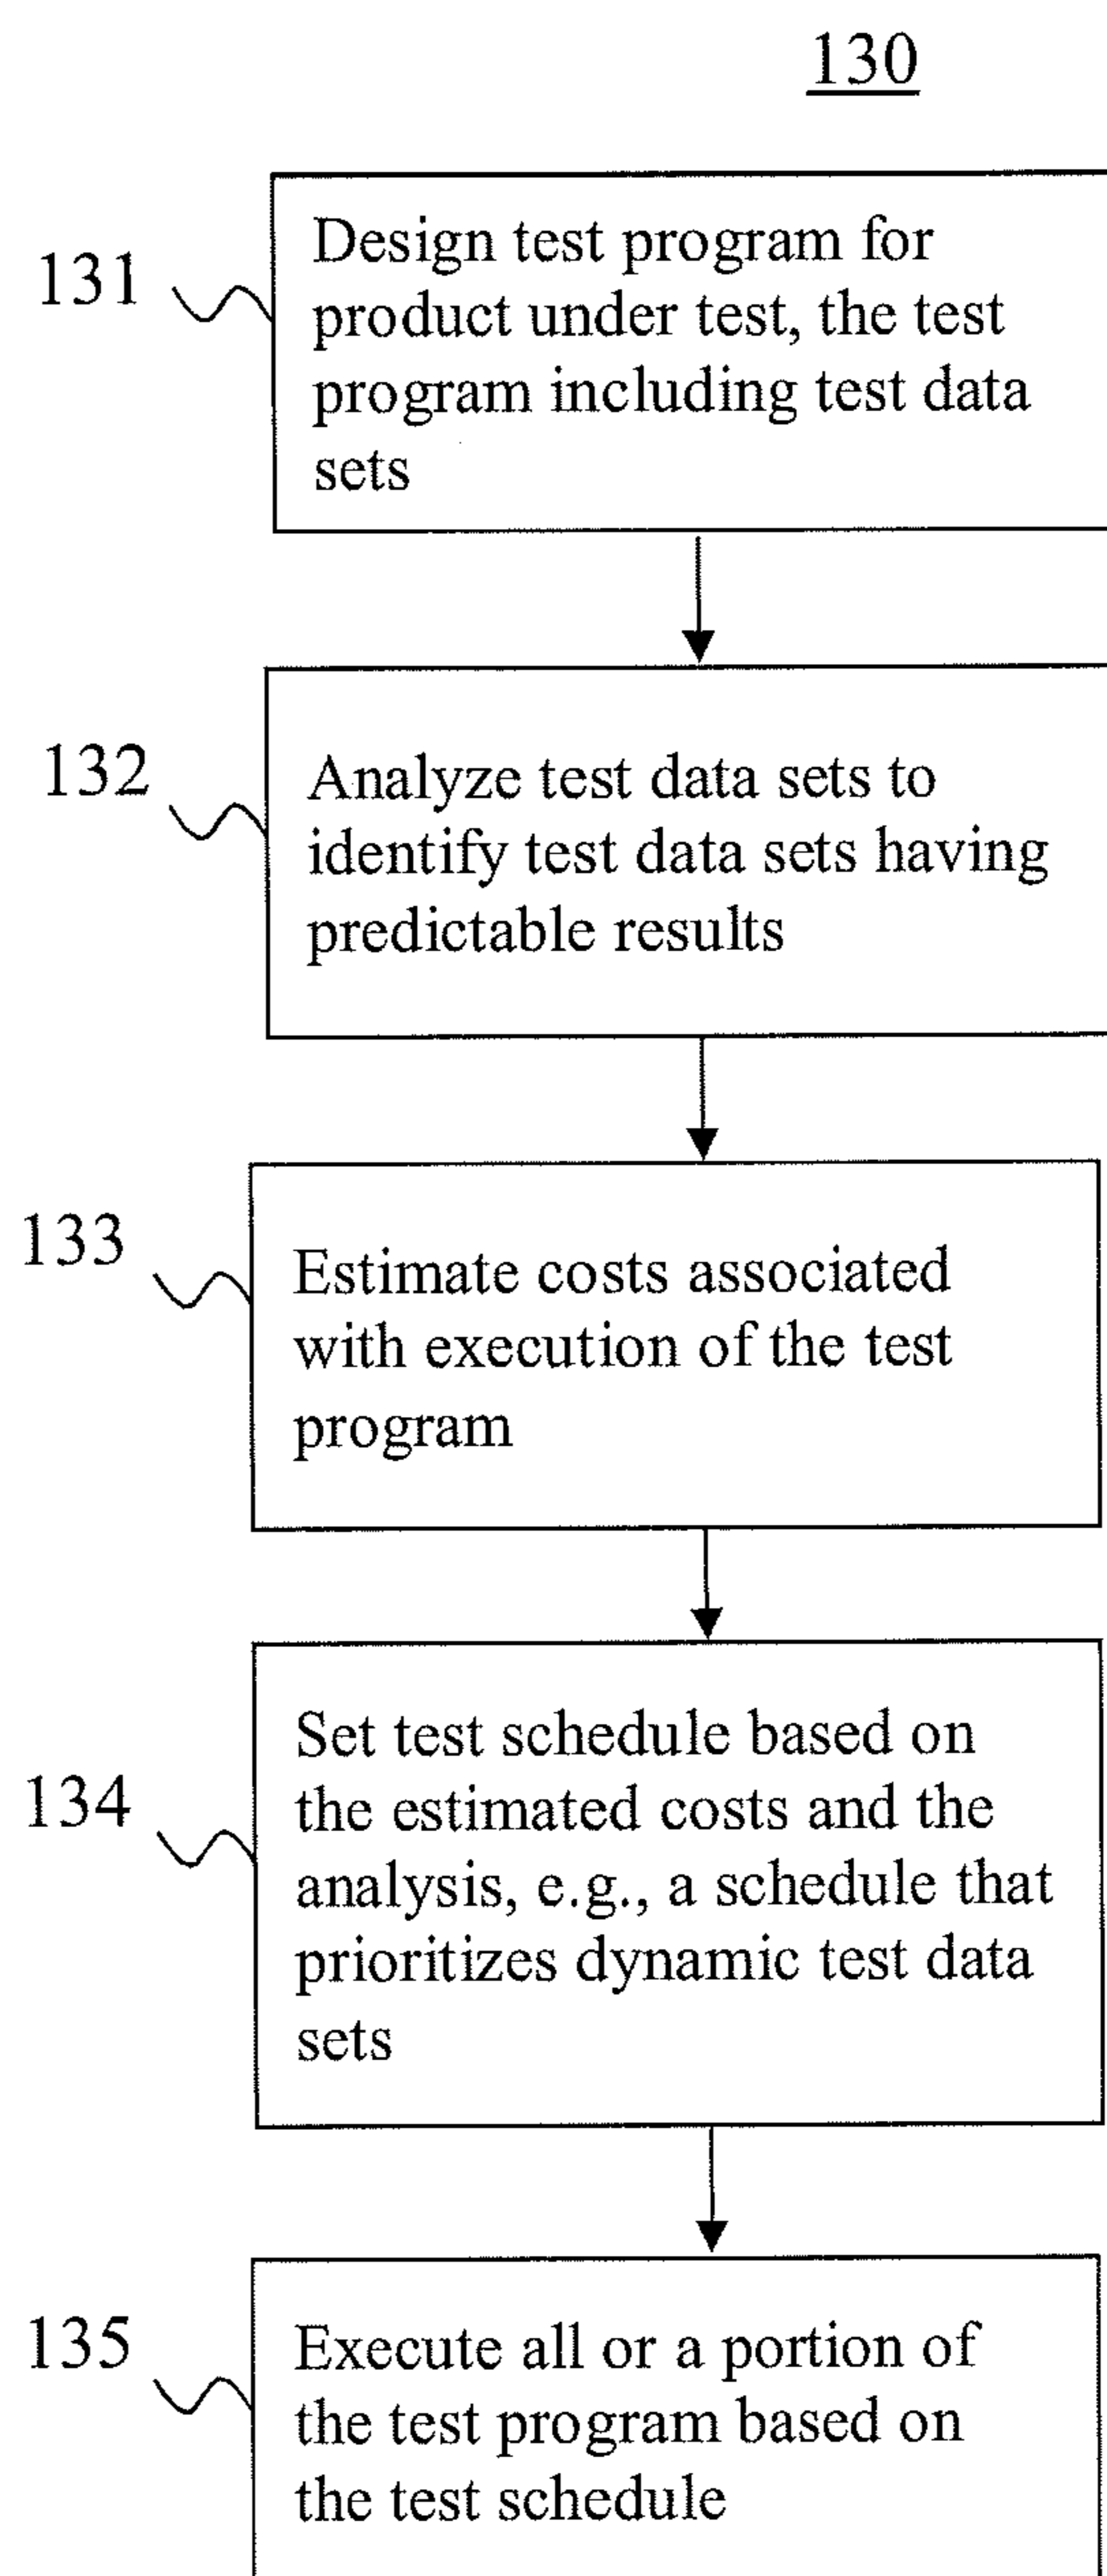 130
131
Design test program for
product under test, the test
program including test data
sets
132
Analyze test data sets to
identify test data sets having
predictable results
133
Estimate costs associated
with execution of the test
program
134
Set test schedule based on
the estimated costs and the
analysis, e.g., a schedule that
prioritizes dynamic test data
sets
135
Execute all or a portion of
the test program based on
the test schedule